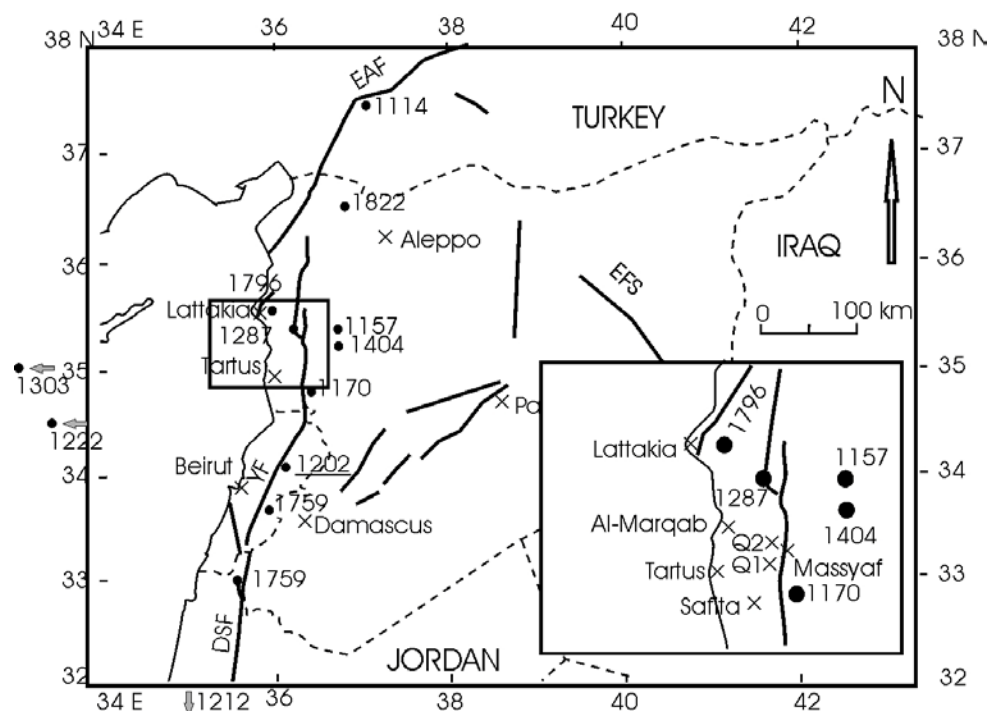 38 N 34 E 36 38 40 42 38 N
EAF
1114
TURKEY
N
37 37
1822
Aleppo
IRAQ
36 36
1796
EFS
Lattakia
0 100 km
1287 1157
1404
Tartus
35 35
1303
1170
Pa
1222
34 34
Beirut YF 1202
1759
Damascus
33 33
1759
DSF
JORDAN
32 32
34 E 1212 36 38 40 42
1796
Lattakia
1157
1287
Al-Marqab 1404
Q2
Q1
Tartus Massyaf
1170
Safita